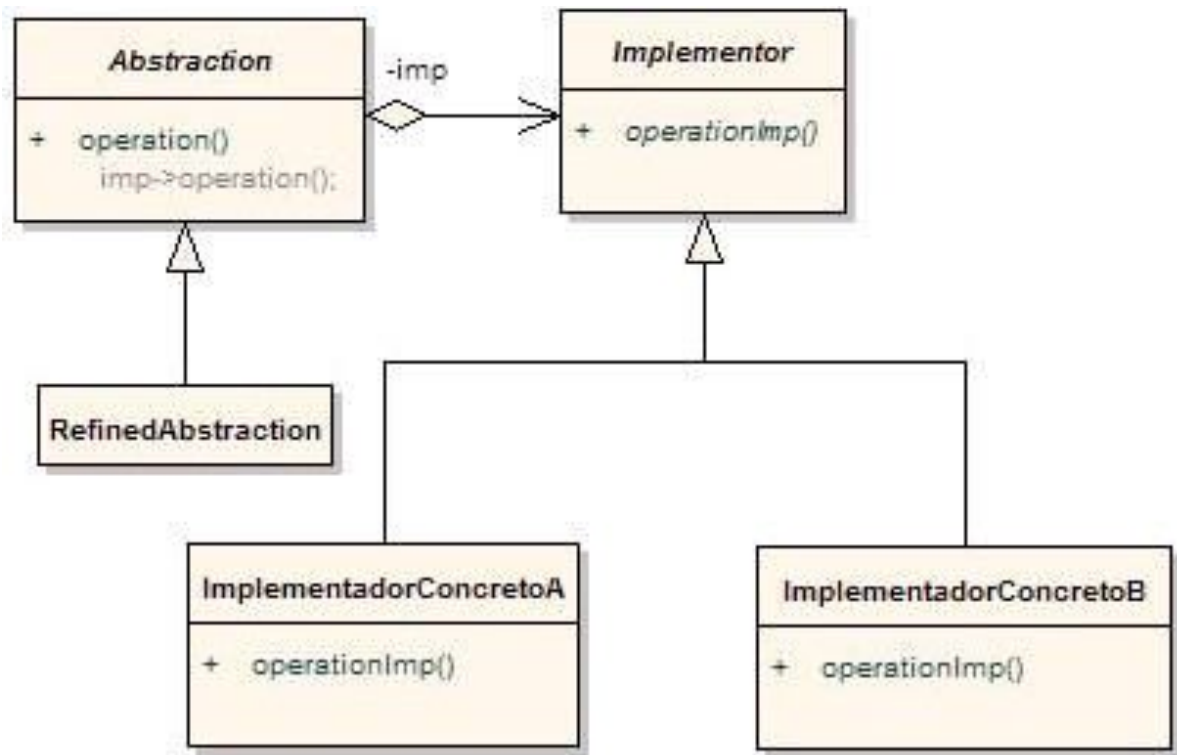 Abstraction
+ operation()
imp->operation();
-imp
Implementor
+ operationImp()
RefinedAbstraction
ImplementadorConcretoA
+ operationImp()
ImplementadorConcretoB
+ operationImp()